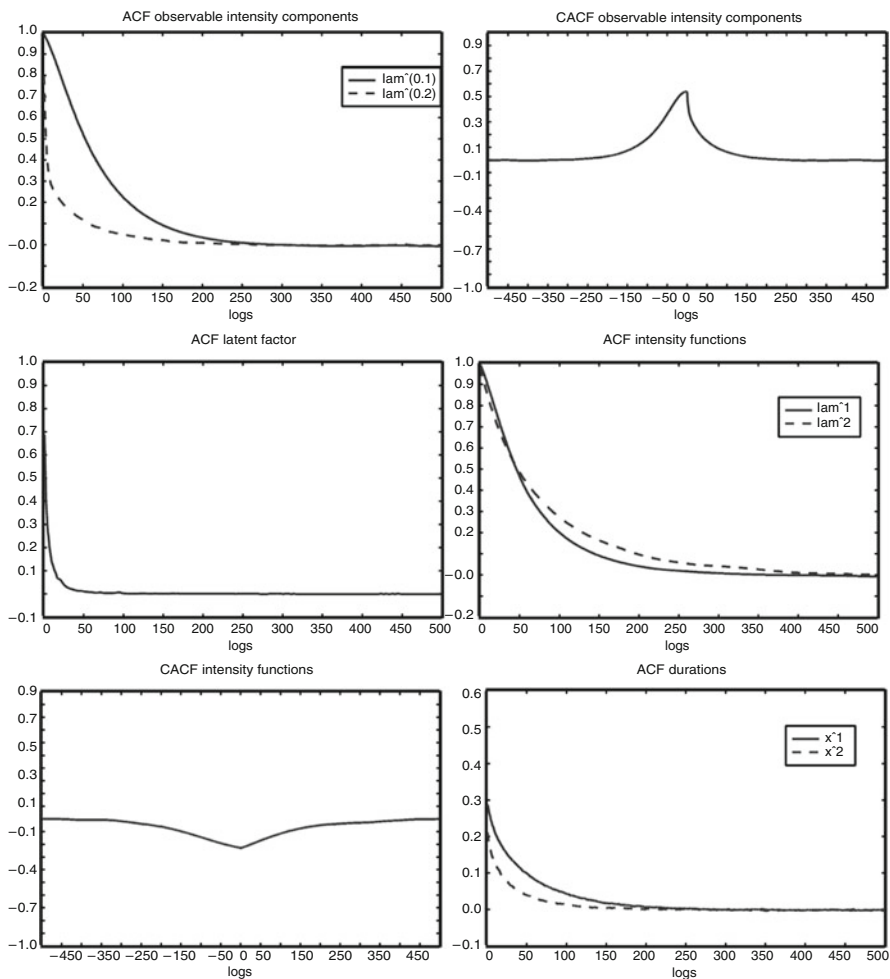 ACF observable intensity components
1.0
0.9
0.8
0.7
0.6
0.5
0.4
0.3
0.2
−0.0
−0.2
lam^(0.1)
lam^(0.2)
0 50 100 150 200 250 300 350 400 450 500
logs
CACF observable intensity components
0.9
0.7
0.5
0.3
0.1
−0.1
−0.4
−0.7
−1.0
−450 −350 −250 −150 −50 0 50 150 250 350 450
logs
ACF latent factor
1.0
0.9
0.8
0.7
0.6
0.5
0.4
0.3
0.2
0.1
−0.1
0 50 100 150 200 250 300 350 400 450 500
logs
ACF intensity functions
1.0
0.9
0.8
0.7
0.6
0.5
0.4
0.3
0.2
−0.0
−0.2
lam^1
lam^2
0 50 100 150 200 250 300 350 400 450 500
logs
CACF intensity functions
0.9
0.7
0.5
0.3
0.1
−0.1
−0.4
−0.7
−1.0
−450 −350 −250 −150 −50 0 50 150 250 350 450
logs
ACF durations
0.6
0.5
0.4
0.3
0.2
0.1
0.0
−0.1
x^1
x^2
0 50 100 150 200 250 300 350 400 450 500
logs